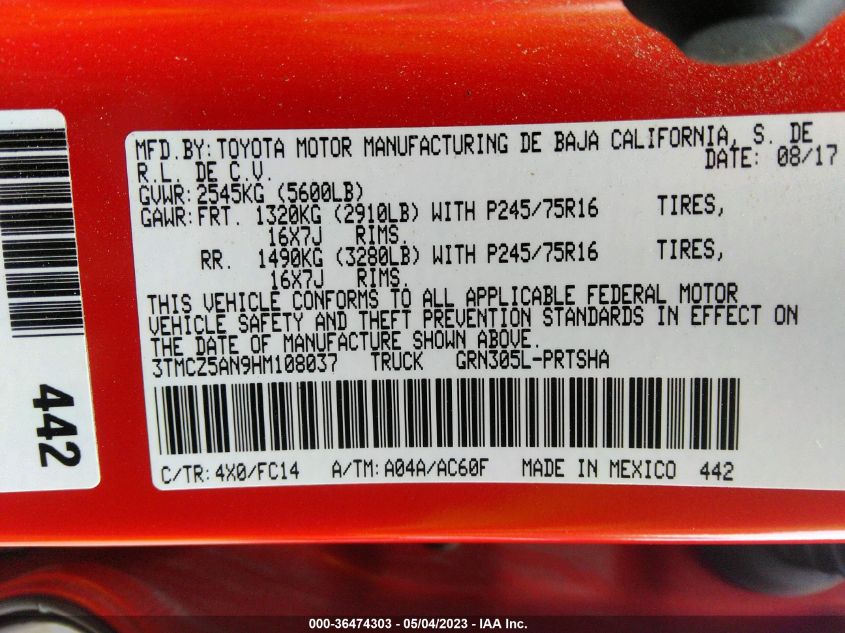 MFD.BY: TOYOTA MOTOR MANUFACTURING DE BAJA CALIFORNIA, S. DE
R.L. DE C.V. DATE: 08/17
GVWR: 2545KG (5600LB)
GAWR: FRT. 1320KG (2910LB) WITH P245/75R16 TIRES,
16X7J RIMS.
RR. 1490KG (3280LB) WITH P245/75R16 TIRES,
16X7J RIMS.
THIS VEHICLE CONFORMS TO ALL APPLICABLE FEDERAL MOTOR
VEHICLE SAFETY AND THEFT PREVENTION STANDARDS IN EFFECT ON
THE DATE OF MANUFACTURE SHOWN ABOVE.
3TMCZ5AN9HM108037 TRUCK GRN305L-PRTSHA
C/TR: 4X0/FC14 A/TM: A04A/AC60F MADE IN MEXICO 442
442
000-36474303 - 05/04/2023 - IAA Inc.